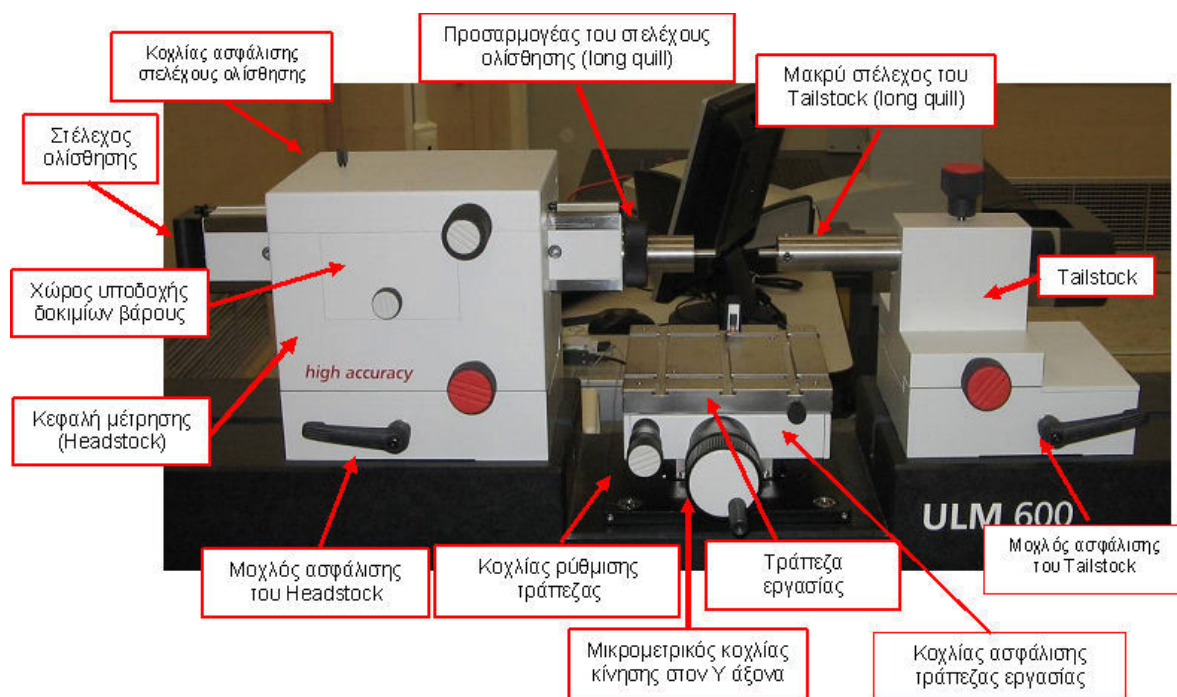 Κοχλίας ασφάλισης
στελέχους ολίσθησης
Προσαρμογέας του στελέχους
ολίσθησης (long quill)
Μακρύ στέλεχος του
Tailstock (long quill)
Στέλεχος
ολίσθησης
Χώρος υποδοχής
δοκιμίων βάρους
Tailstock
high accuracy
Κεφαλή μέτρησης
(Headstock)
ULM 600
Μοχλός ασφάλισης
του Headstock
Κοχλίας ρύθμισης
τράπεζας
Τράπεζα
εργασίας
Μοχλός ασφάλισης
του Tailstock
Μικρομετρικός κοχλίας
κίνησης στον Υ άξονα
Κοχλίας ασφάλισης
τράπεζας εργασίας